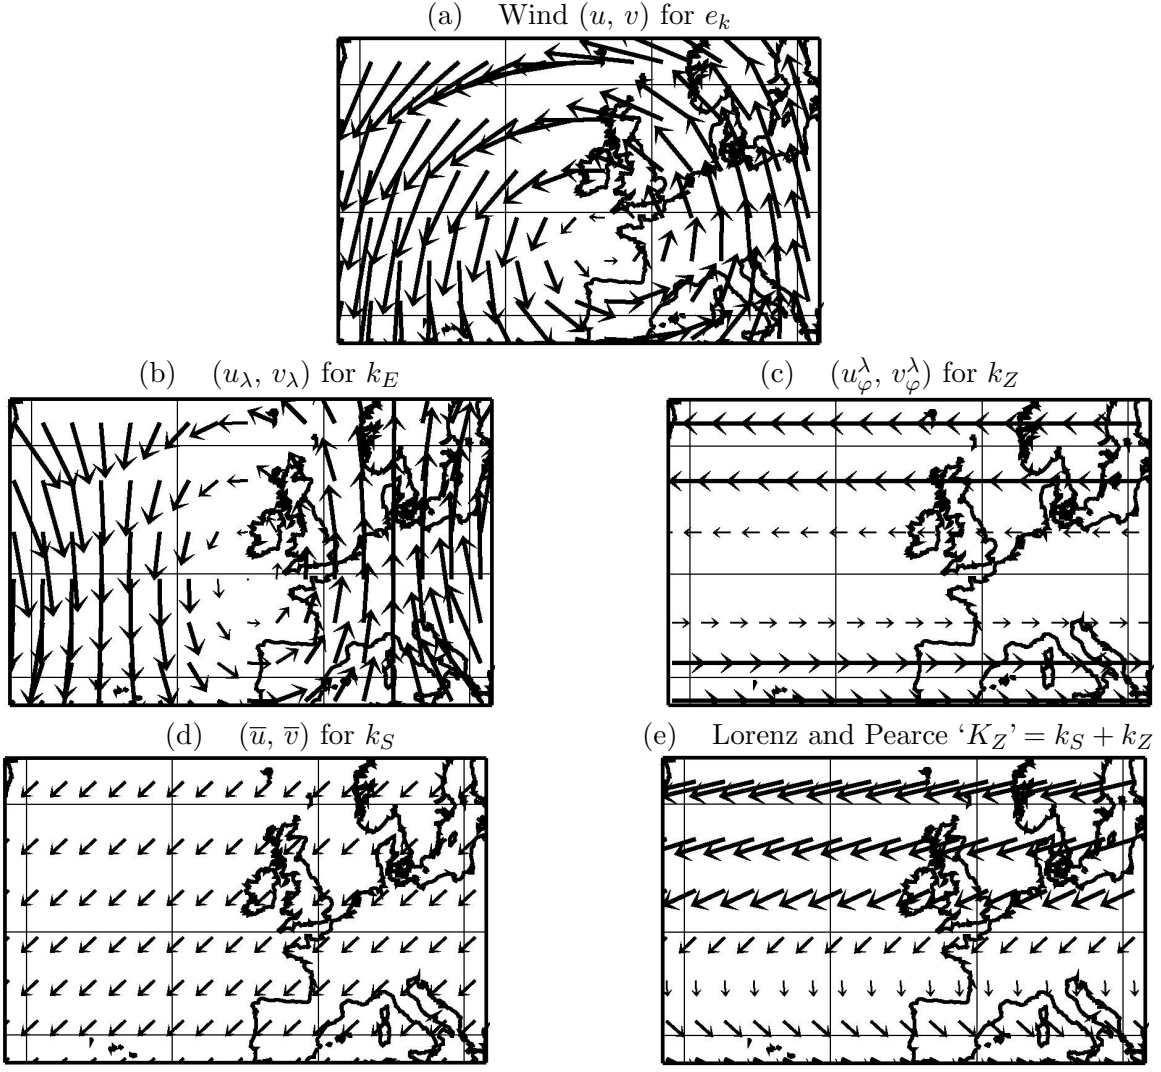 (a) Wind (u, v) for e_k
(b) (u_λ, v_λ) for k_E
(c) (u_φ^λ, v_φ^λ) for k_Z
(d) (u̅, v̅) for k_S
(e) Lorenz and Pearce ‘K_Z’ = k_S + k_Z